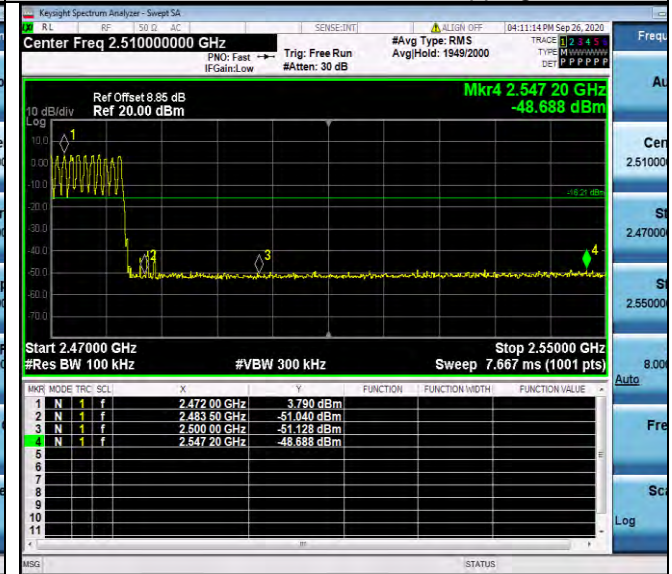 Keysight Spectrum Analyzer - Swept SA
RL RF 50 Ω AC SENSE:INT ALIGN OFF 04:11:14 PM Sep 26, 2020
Center Freq 2.510000000 GHz
PNO: Fast
IFGain:Low
Trig: Free Run
#Atten: 30 dB
#Avg Type: RMS
Avg|Hold: 1949/2000
TRACE 1 2 3 4 5 6
TYPE M
DET P P P P P P
Ref Offset 8.85 dB
10 dB/div Ref 20.00 dBm
Log
Mkr4 2.547 20 GHz
-48.688 dBm
10.0
0.00
-10.0
-20.0
-30.0
-40.0
-50.0
-60.0
-70.0
1
2
3
4
-16.21 dBm
Start 2.47000 GHz Stop 2.55000 GHz
#Res BW 100 kHz #VBW 300 kHz Sweep 7.667 ms (1001 pts)
MKR MODE TRC SCL X Y FUNCTION FUNCTION WIDTH FUNCTION VALUE
1 N 1 f 2.472 00 GHz 3.790 dBm
2 N 1 f 2.483 50 GHz -51.040 dBm
3 N 1 f 2.500 00 GHz -51.128 dBm
4 N 1 f 2.547 20 GHz -48.688 dBm
5
6
7
8
9
10
11
MSG STATUS
Frequ
Au
Cen
2.51000
St
2.47000
St
2.55000
8.00
Auto
Fre
Sca
Log